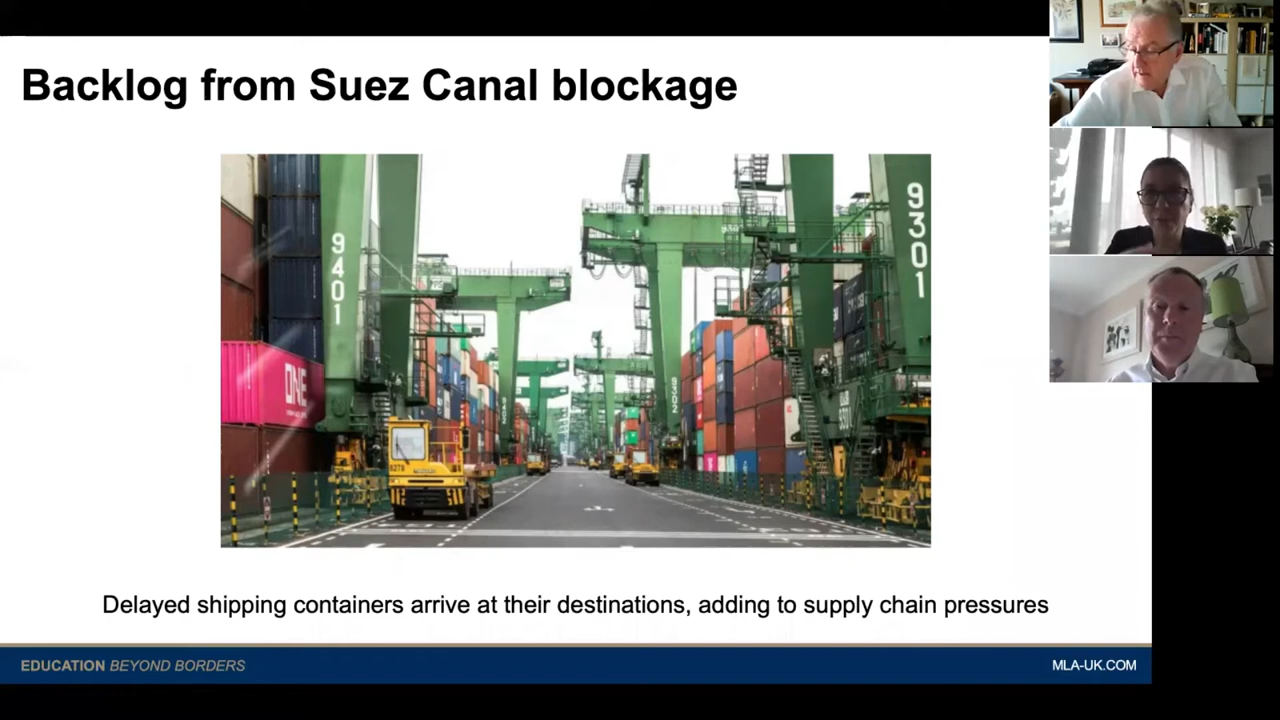 Backlog from Suez Canal blockage
9401
9301
ONE
8278
Delayed shipping containers arrive at their destinations, adding to supply chain pressures
EDUCATION BEYOND BORDERS
MLA-UK.COM